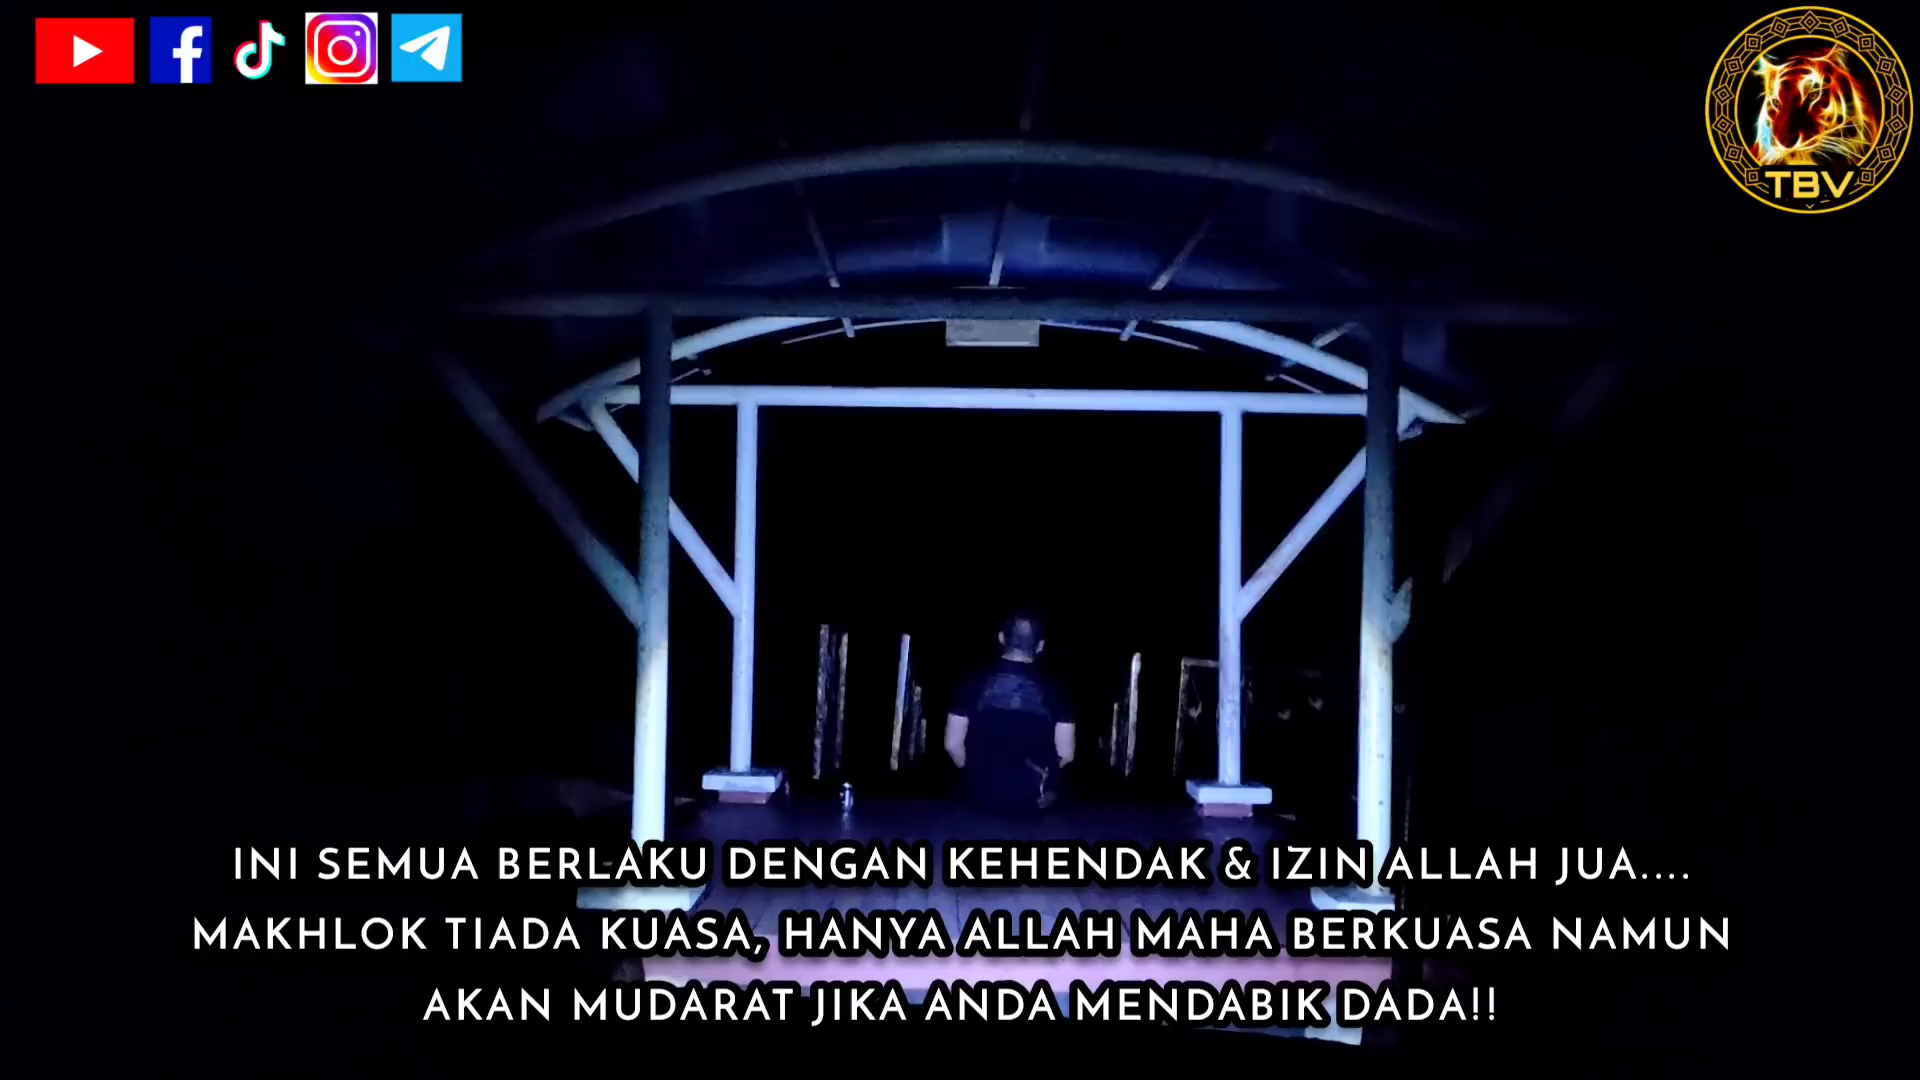 TBV
INI SEMUA BERLAKU DENGAN KEHENDAK & IZIN ALLAH JUA....
MAKHLOK TIADA KUASA, HANYA ALLAH MAHA BERKUASA NAMUN
AKAN MUDARAT JIKA ANDA MENDABIK DADA!!